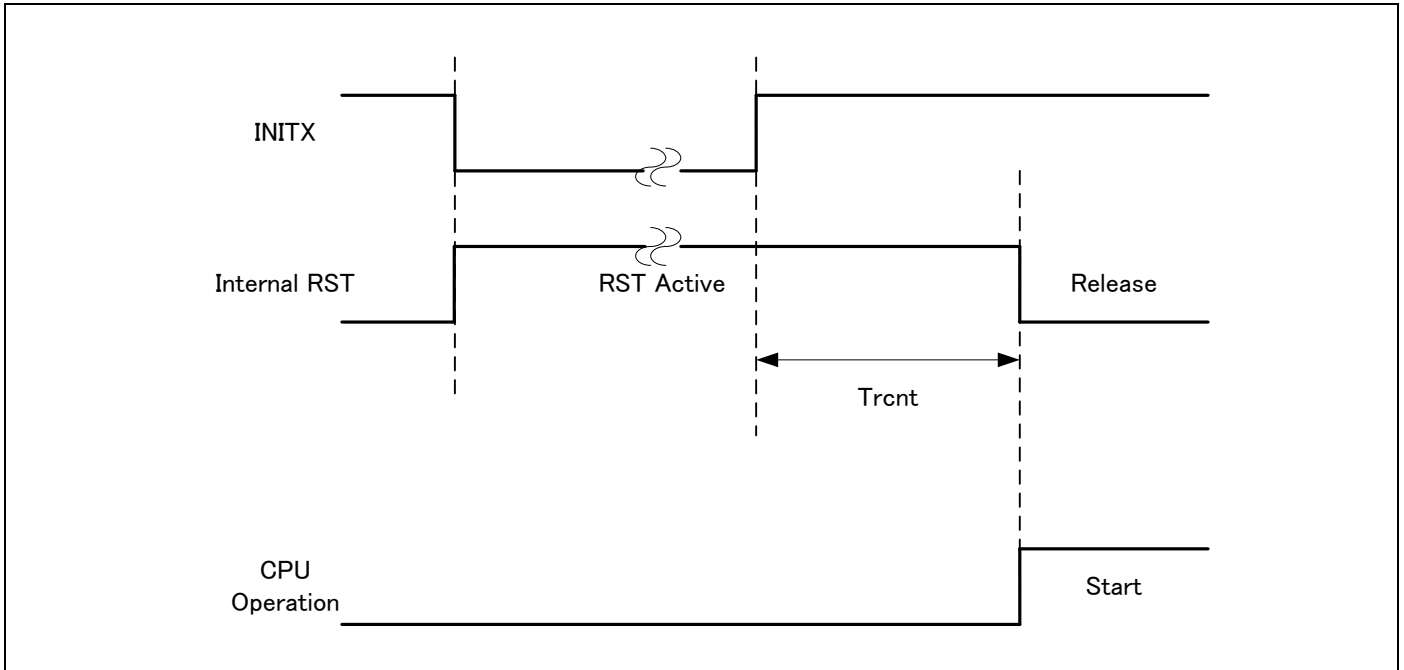 INITX
Internal RST
RST Active
Release
Trcnt
CPU
Operation
Start